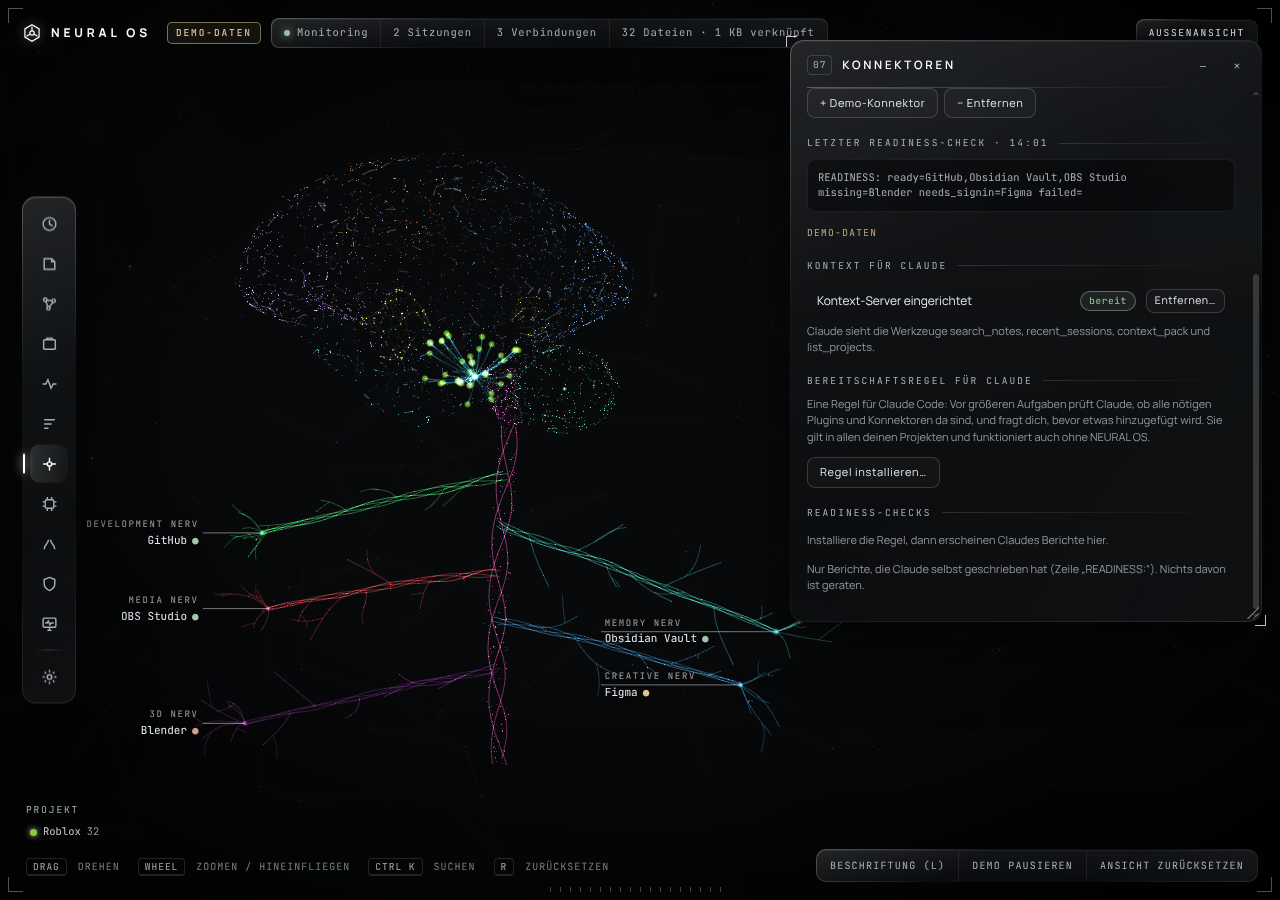 NEURAL OS
DEMO-DATEN
Monitoring
2 Sitzungen
3 Verbindungen
32 Dateien · 1 KB verknüpft
AUSSENANSICHT
07 KONNEKTOREN
+ Demo-Konnektor
− Entfernen
LETZTER READINESS-CHECK · 14:01
READINESS: ready=GitHub,Obsidian Vault,OBS Studio
missing=Blender needs_signin=Figma failed=
DEMO-DATEN
KONTEXT FÜR CLAUDE
Kontext-Server eingerichtet
bereit
Entfernen…
Claude sieht die Werkzeuge search_notes, recent_sessions, context_pack und
list_projects.
BEREITSCHAFTSREGEL FÜR CLAUDE
Eine Regel für Claude Code: Vor größeren Aufgaben prüft Claude, ob alle nötigen
Plugins und Konnektoren da sind, und fragt dich, bevor etwas hinzugefügt wird. Sie
gilt in allen deinen Projekten und funktioniert auch ohne NEURAL OS.
Regel installieren…
READINESS-CHECKS
Installiere die Regel, dann erscheinen Claudes Berichte hier.
Nur Berichte, die Claude selbst geschrieben hat (Zeile „READINESS:“). Nichts davon
ist geraten.
DEVELOPMENT NERV
GitHub
MEDIA NERV
OBS Studio
MEMORY NERV
Obsidian Vault
CREATIVE NERV
Figma
3D NERV
Blender
PROJEKT
Roblox 32
DRAG DREHEN
WHEEL ZOOMEN / HINEINFLIEGEN
CTRL K SUCHEN
R ZURÜCKSETZEN
BESCHRIFTUNG (L)
DEMO PAUSIEREN
ANSICHT ZURÜCKSETZEN